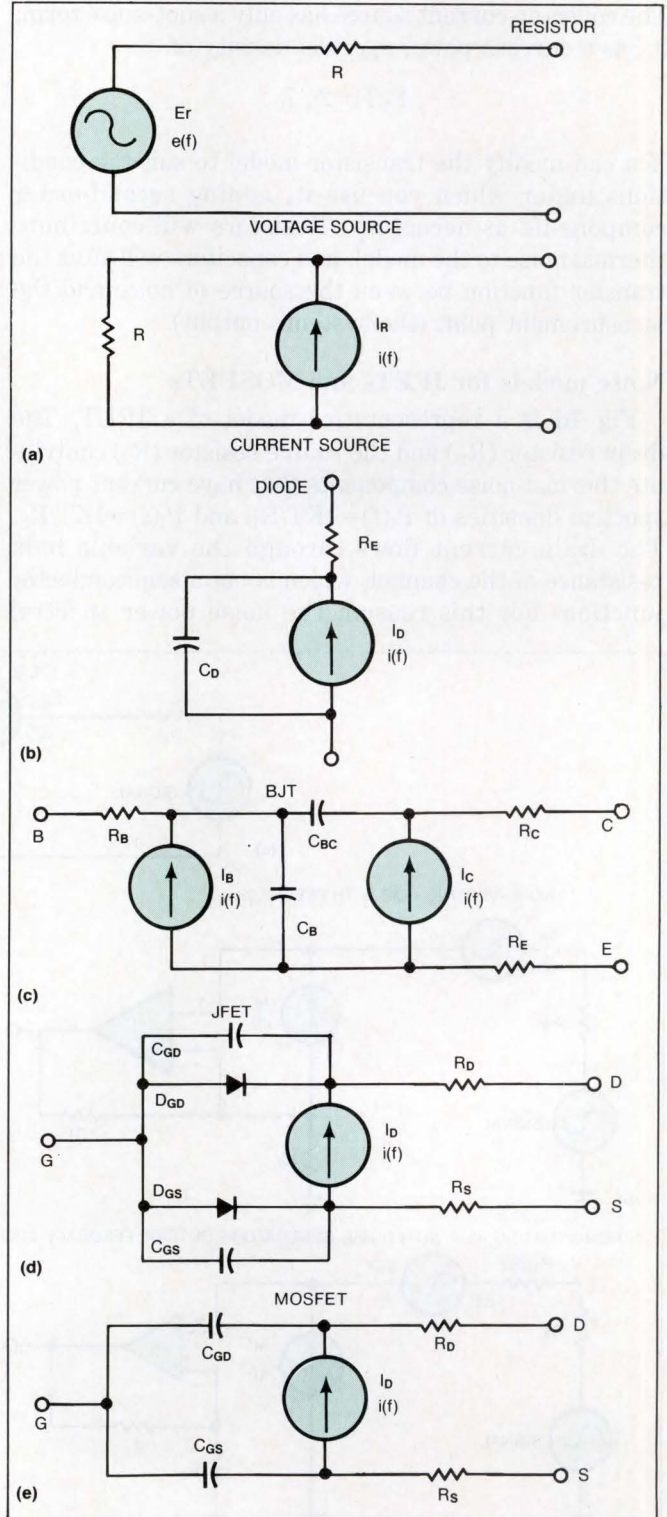 RESISTOR
R
Er
e(f)
VOLTAGE SOURCE
R
IR
i(f)
CURRENT SOURCE
(a)
DIODE
RE
CD
ID
i(f)
(b)
BJT
B
RB
CBC
RC
C
IB
i(f)
CB
IC
i(f)
RE
E
(c)
JFET
CGD
DGD
RD
D
G
ID
i(f)
DGS
RS
S
CGS
(d)
MOSFET
CGD
RD
D
G
ID
i(f)
CGS
RS
S
(e)